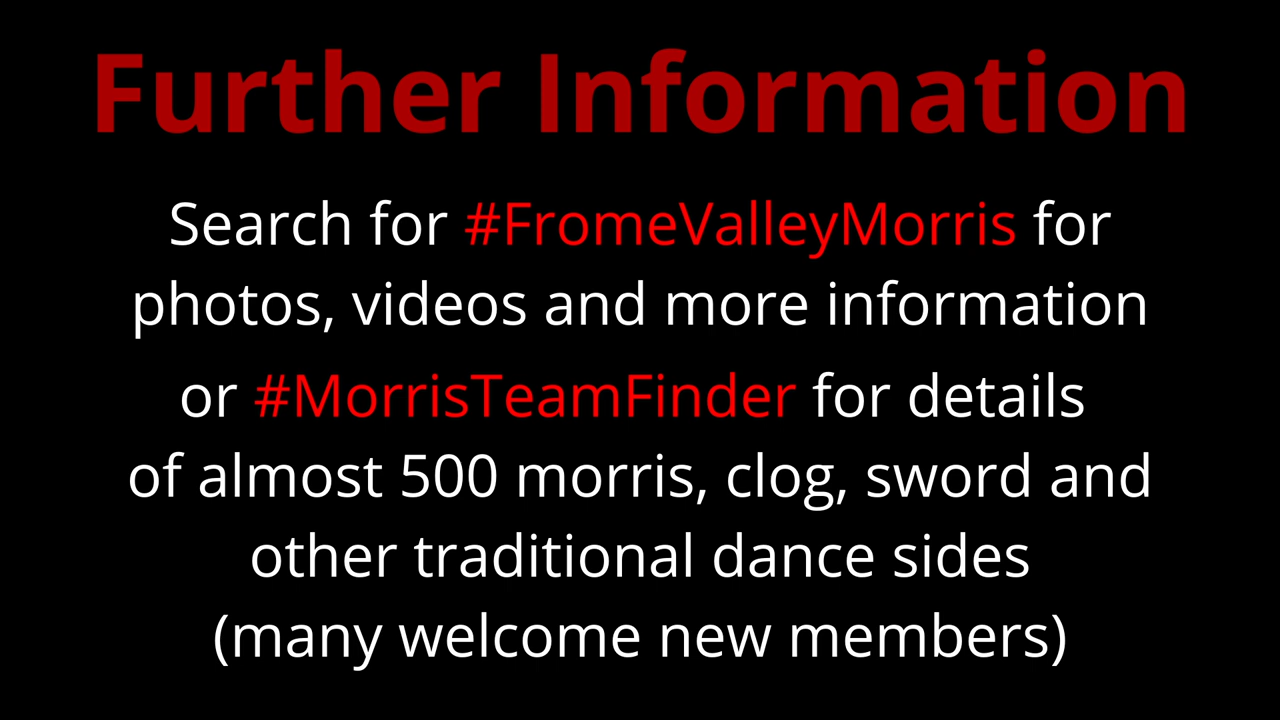 Further Information
Search for #FromeValleyMorris for
photos, videos and more information
or #MorrisTeamFinder for details
of almost 500 morris, clog, sword and
other traditional dance sides
(many welcome new members)